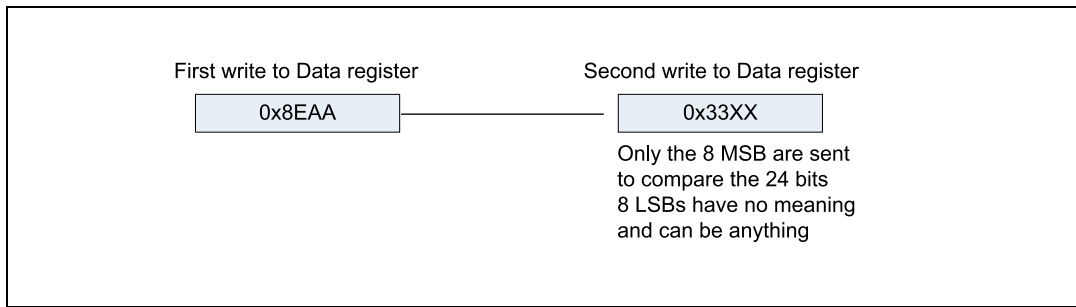 First write to Data register
Second write to Data register
0x8EAA
0x33XX
Only the 8 MSB are sent
to compare the 24 bits
8 LSBs have no meaning
and can be anything